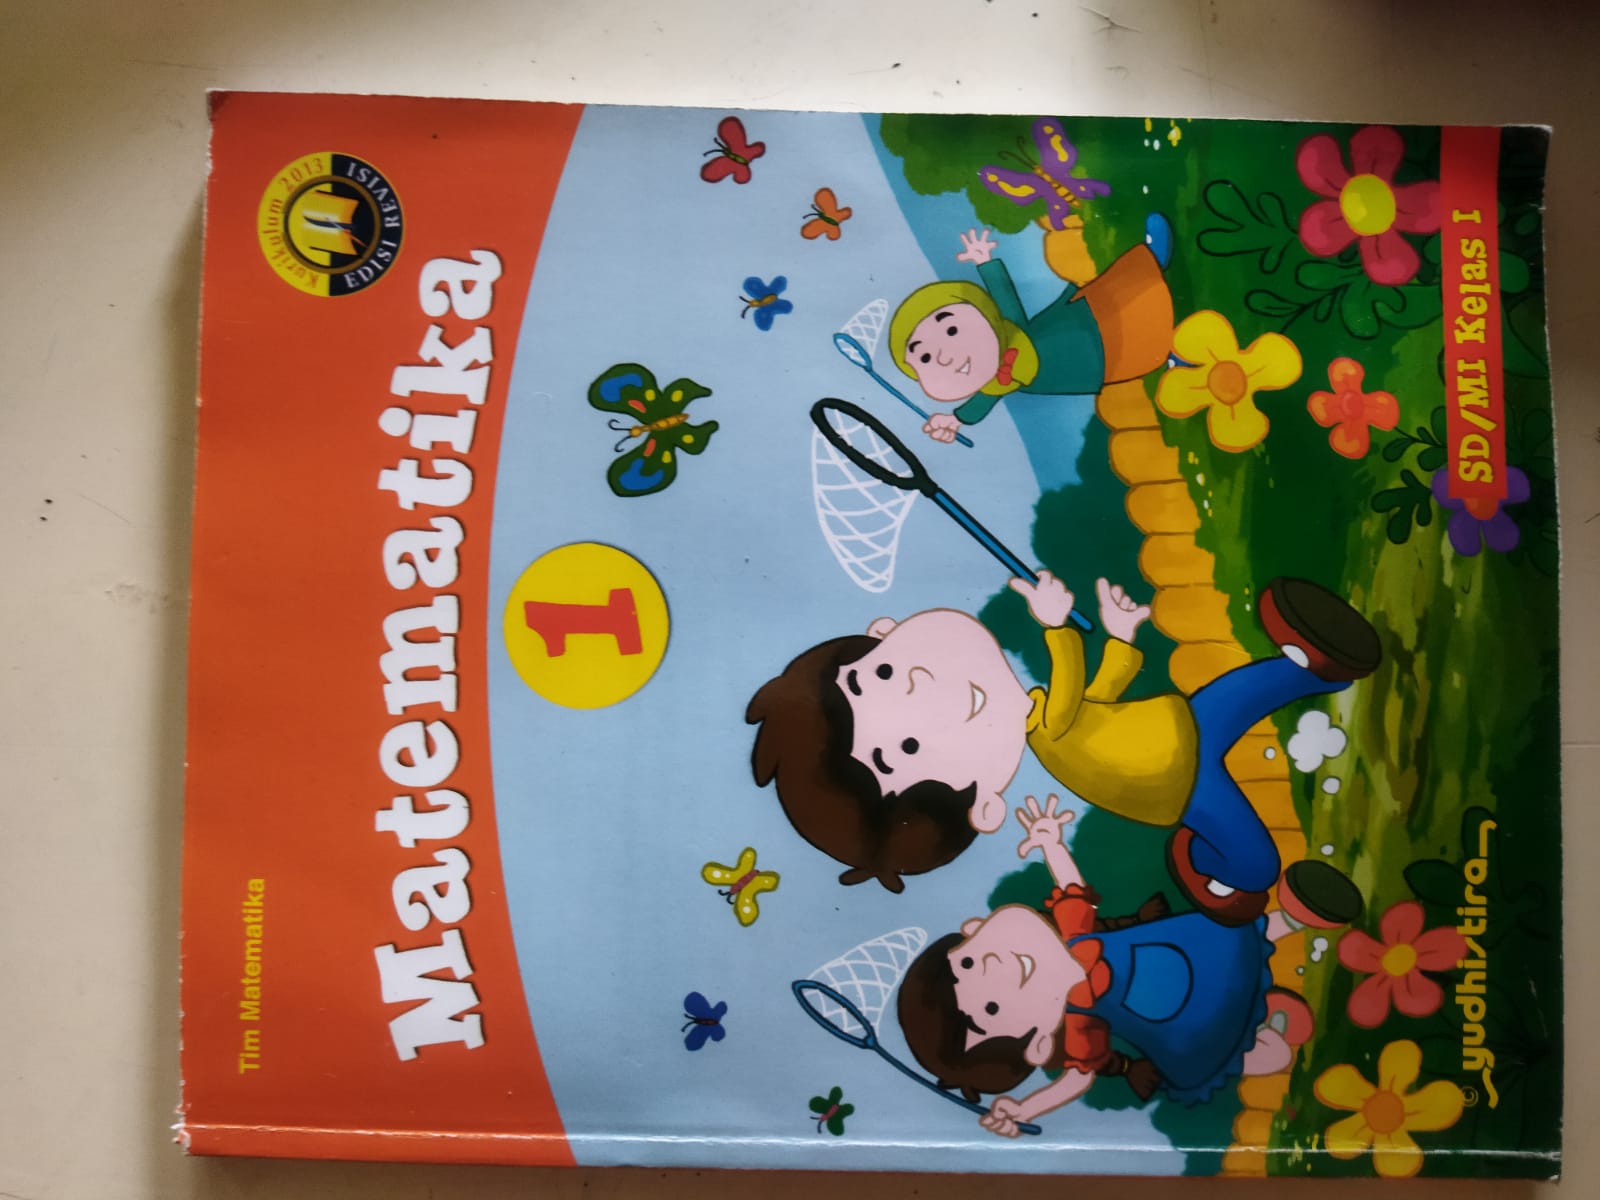 Tim Matematika
Kurikulum 2013
EDISI REVISI
Matematika
1
© yudhistira
SD/MI Kelas I